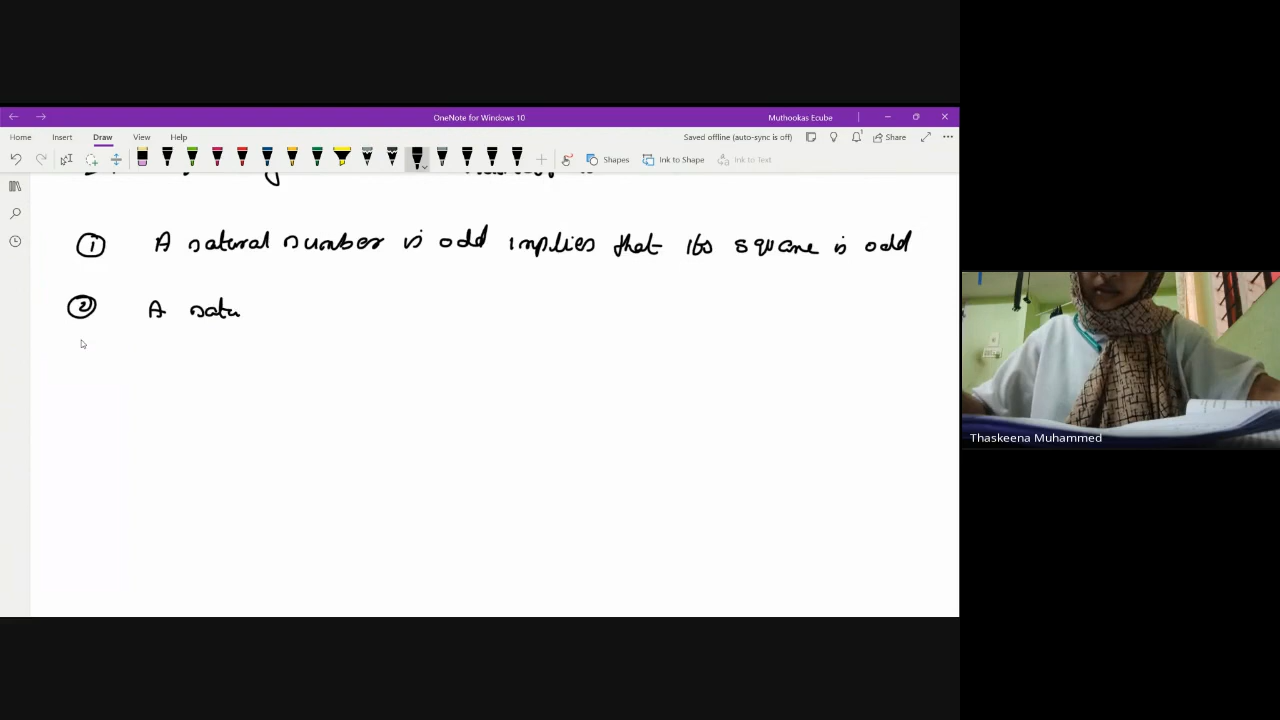 OneNote for Windows 10
Muthookas Ecube
Home Insert Draw View Help
Saved offline (auto-sync is off)
Share
Shapes
Ink to Shape
Ink to Text
① A natural number is odd implies that its square is odd
② A natu
Thaskeena Muhammed